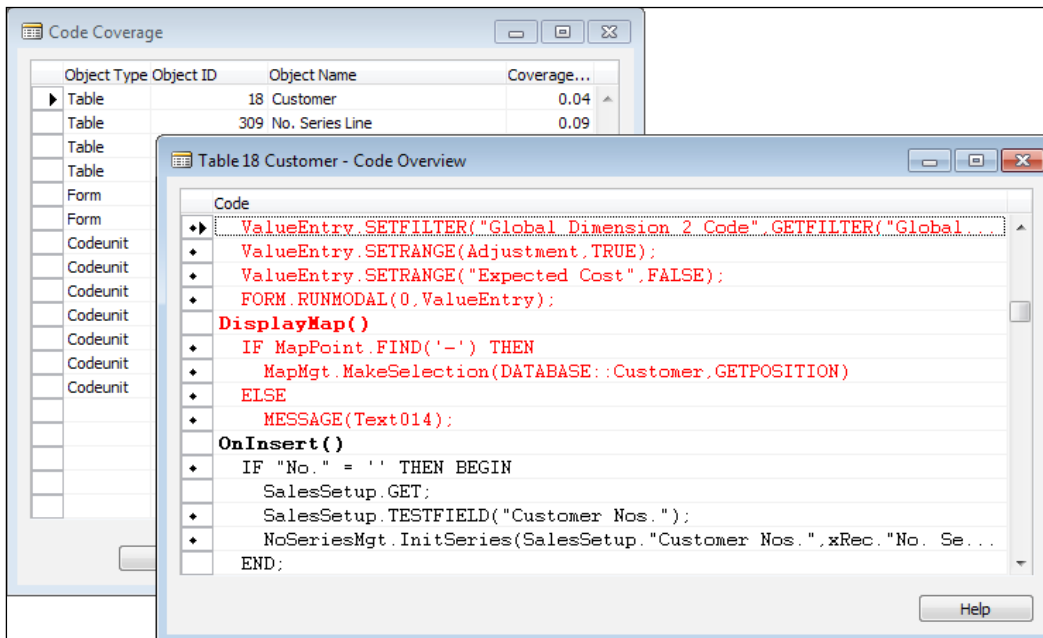 Code Coverage
Object Type Object ID Object Name Coverage...
Table 18 Customer 0.04
Table 309 No. Series Line 0.09
Table
Table
Form
Form
Codeunit
Codeunit
Codeunit
Codeunit
Codeunit
Codeunit
Codeunit
Table 18 Customer - Code Overview
Code
ValueEntry.SETFILTER("Global Dimension 2 Code",GETFILTER("Global...
ValueEntry.SETRANGE(Adjustment,TRUE);
ValueEntry.SETRANGE("Expected Cost",FALSE);
FORM.RUNMODAL(0,ValueEntry);
DisplayMap()
IF MapPoint.FIND('-') THEN
MapMgt.MakeSelection(DATABASE::Customer,GETPOSITION)
ELSE
MESSAGE(Text014);
OnInsert()
IF "No." = '' THEN BEGIN
SalesSetup.GET;
SalesSetup.TESTFIELD("Customer Nos.");
NoSeriesMgt.InitSeries(SalesSetup."Customer Nos.",xRec."No. Se...
END;
Help